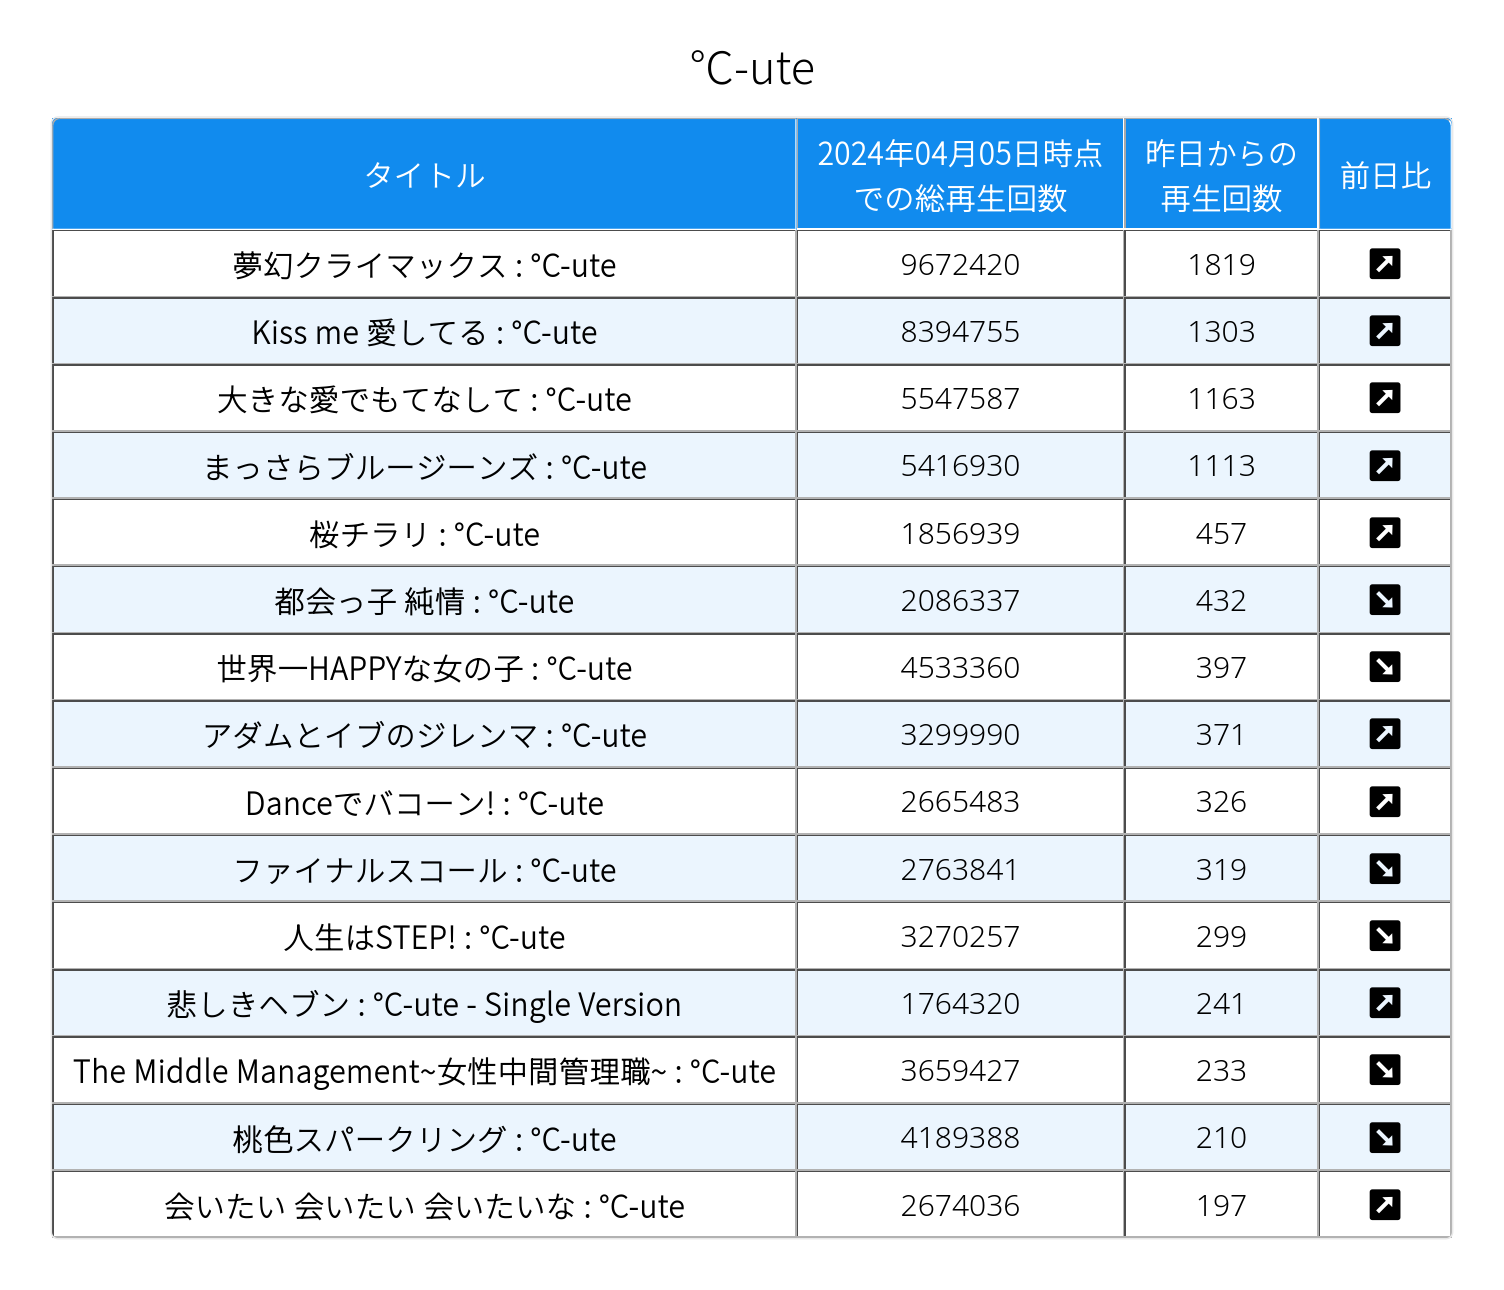 ℃-ute
タイトル
2024年04月05日時点
での総再生回数
昨日からの
再生回数
前日比
夢幻クライマックス : ℃-ute 9672420 1819
Kiss me 愛してる : ℃-ute 8394755 1303
大きな愛でもてなして : ℃-ute 5547587 1163
まっさらブルージーンズ : ℃-ute 5416930 1113
桜チラリ : ℃-ute 1856939 457
都会っ子 純情 : ℃-ute 2086337 432
世界一HAPPYな女の子 : ℃-ute 4533360 397
アダムとイブのジレンマ : ℃-ute 3299990 371
Danceでバコーン! : ℃-ute 2665483 326
ファイナルスコール : ℃-ute 2763841 319
人生はSTEP! : ℃-ute 3270257 299
悲しきヘブン : ℃-ute - Single Version 1764320 241
The Middle Management~女性中間管理職~ : ℃-ute 3659427 233
桃色スパークリング : ℃-ute 4189388 210
会いたい 会いたい 会いたいな : ℃-ute 2674036 197